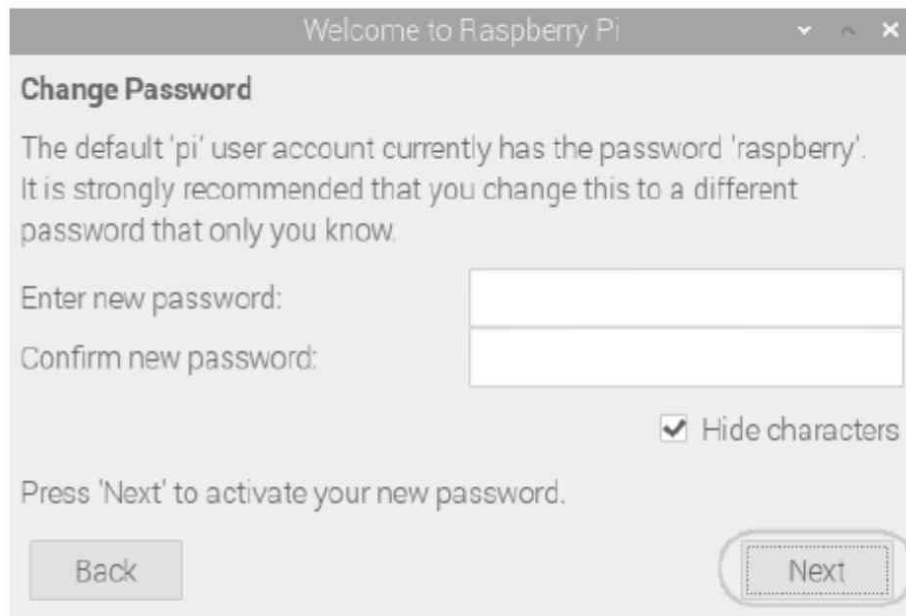 Welcome to Raspberry Pi
Change Password
The default 'pi' user account currently has the password 'raspberry'.
It is strongly recommended that you change this to a different
password that only you know.
Enter new password:
Confirm new password:
Hide characters
Press 'Next' to activate your new password.
Back
Next